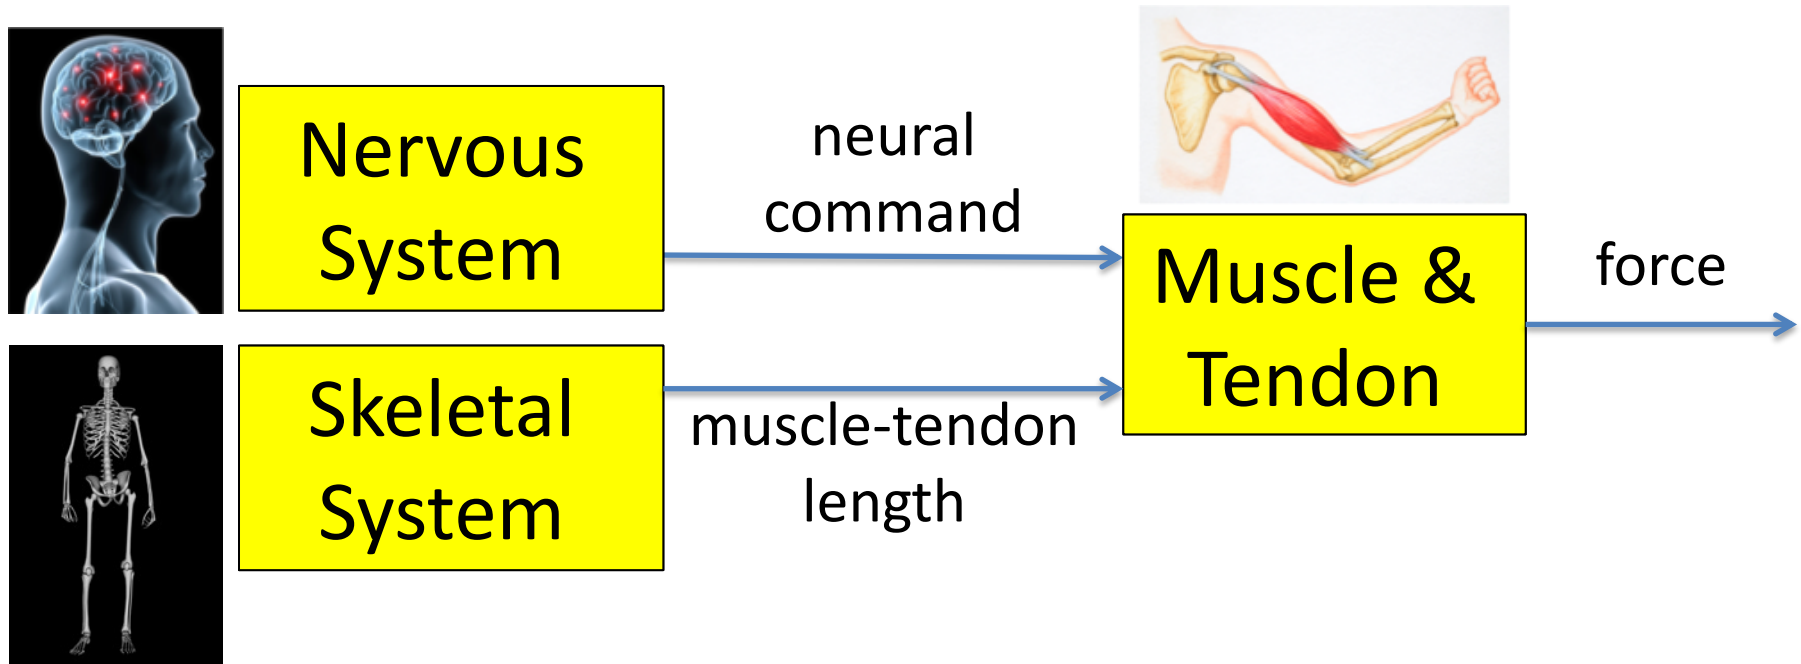 Nervous
System
neural
command
Muscle &
Tendon
force
Skeletal
System
muscle-tendon
length